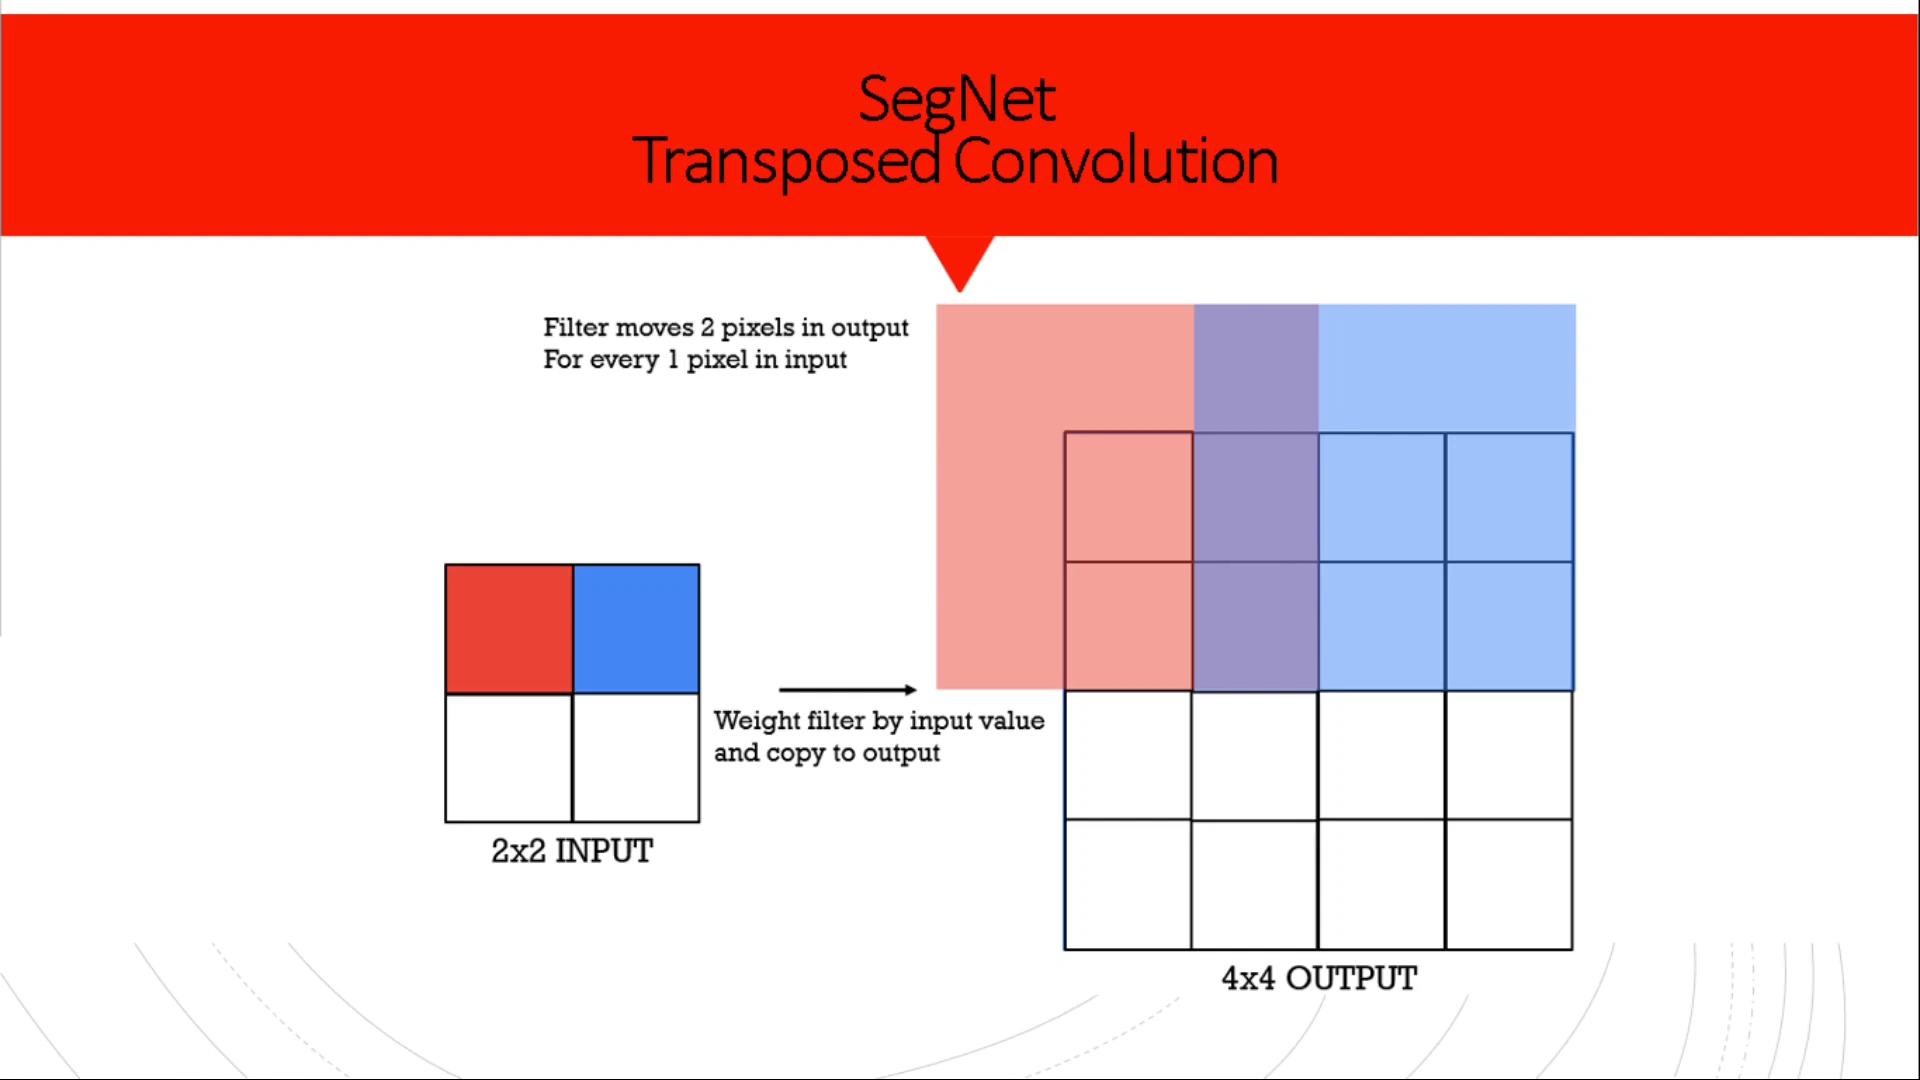 SegNet
Transposed Convolution
Filter moves 2 pixels in output
For every 1 pixel in input
Weight filter by input value
and copy to output
2x2 INPUT
4x4 OUTPUT